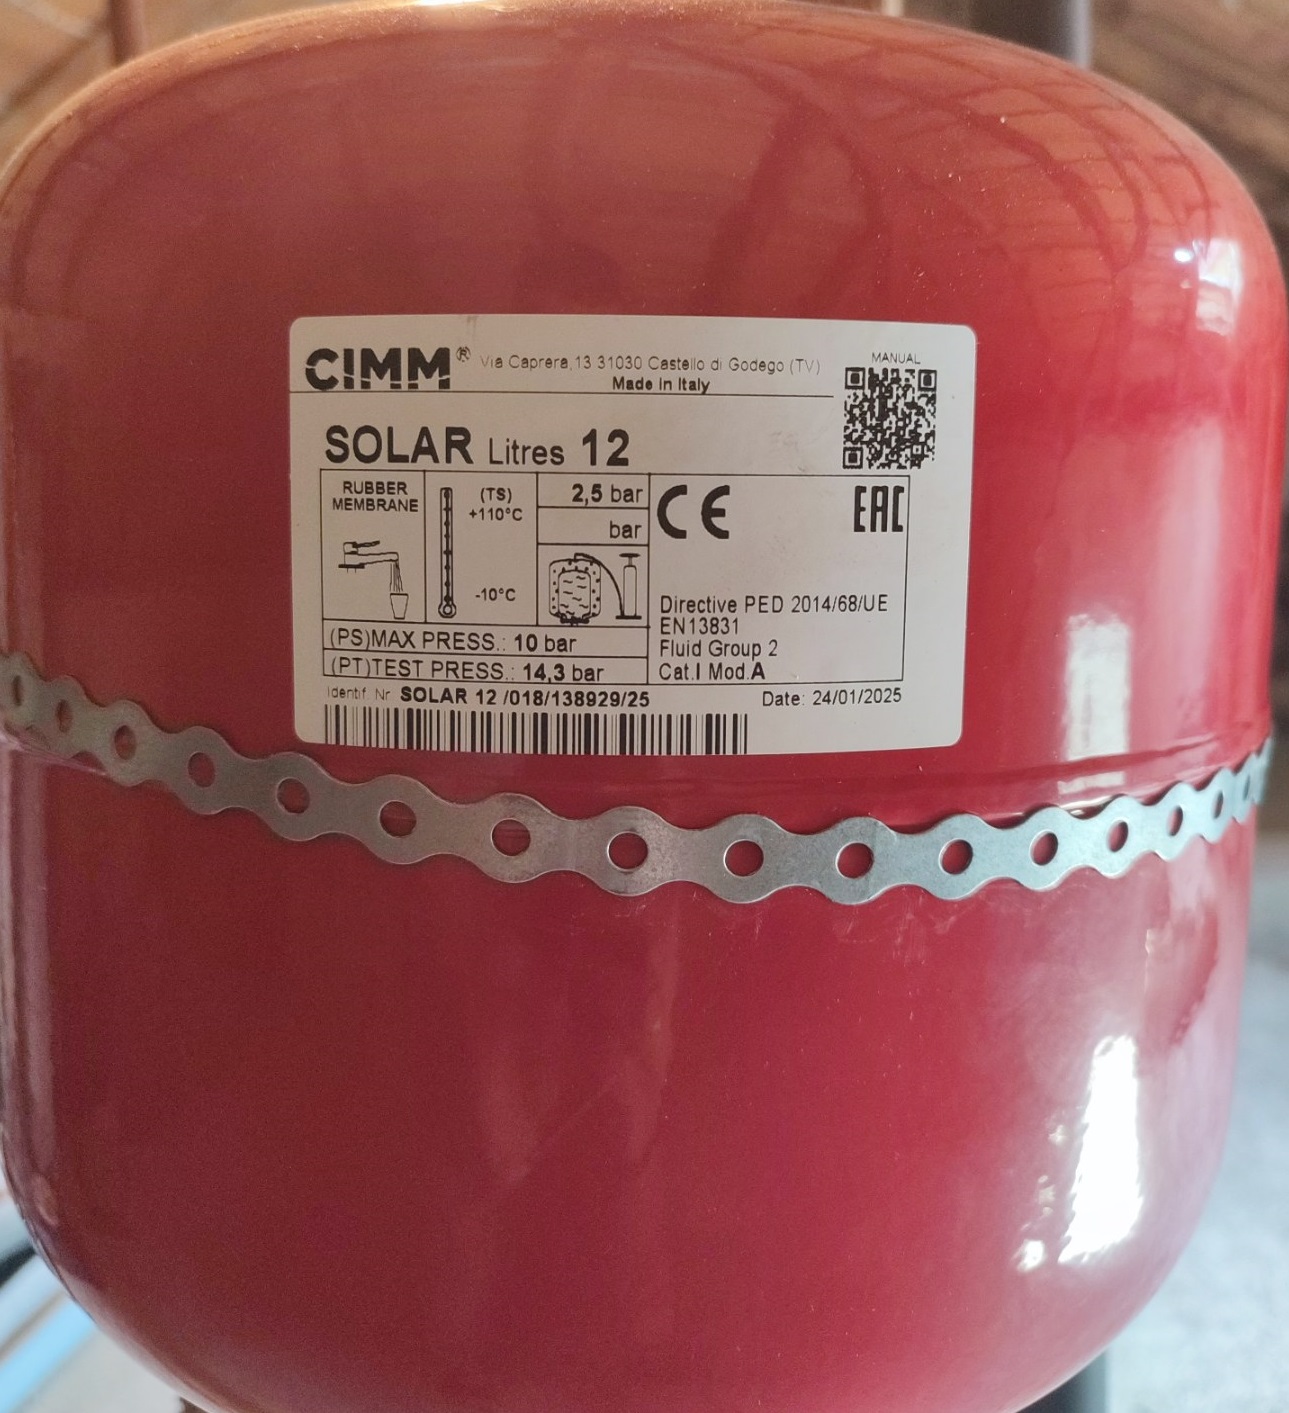 CIMM® Via Caprera,13 31030 Castello di Godego (TV)
Made in Italy
MANUAL
SOLAR Litres 12
RUBBER
MEMBRANE
(TS)
+110°C
-10°C
2,5 bar
bar
CE
EAC
Directive PED 2014/68/UE
EN13831
Fluid Group 2
Cat.I Mod.A
(PS)MAX PRESS.: 10 bar
(PT)TEST PRESS.: 14,3 bar
Identif. Nr SOLAR 12 /018/138929/25
Date: 24/01/2025